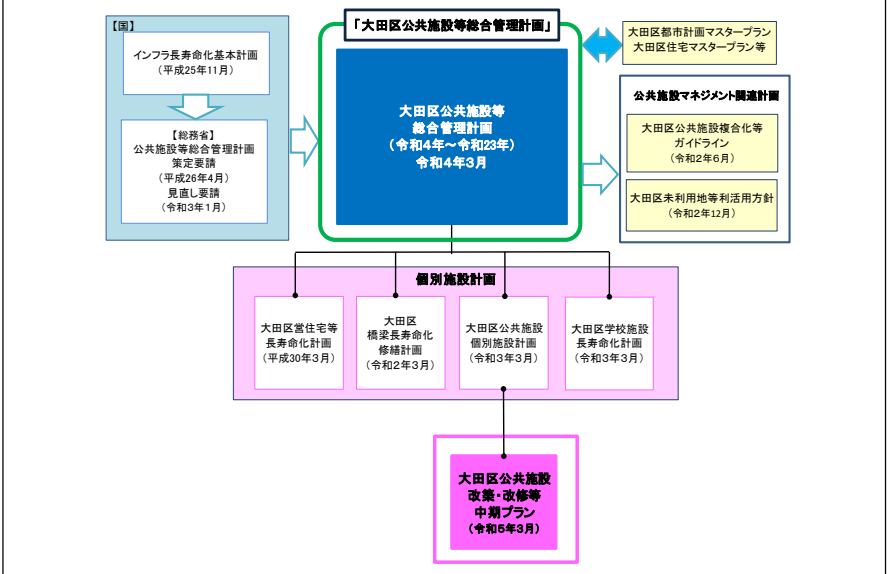 【国】
インフラ長寿命化基本計画
（平成25年11月）
【総務省】
公共施設等総合管理計画
策定要請
（平成26年4月）
見直し要請
（令和3年1月）
「大田区公共施設等総合管理計画」
大田区公共施設等
総合管理計画
（令和4年～令和23年）
令和4年3月
大田区都市計画マスタープラン
大田区住宅マスタープラン等
公共施設マネジメント関連計画
大田区公共施設複合化等
ガイドライン
（令和2年6月）
大田区未利用地等利活用方針
（令和2年12月）
個別施設計画
大田区営住宅等
長寿命化計画
（平成30年3月）
大田区
橋梁長寿命化
修繕計画
（令和2年3月）
大田区公共施設
個別施設計画
（令和3年3月）
大田区学校施設
長寿命化計画
（令和3年3月）
大田区公共施設
改築・改修等
中期プラン
（令和5年3月）